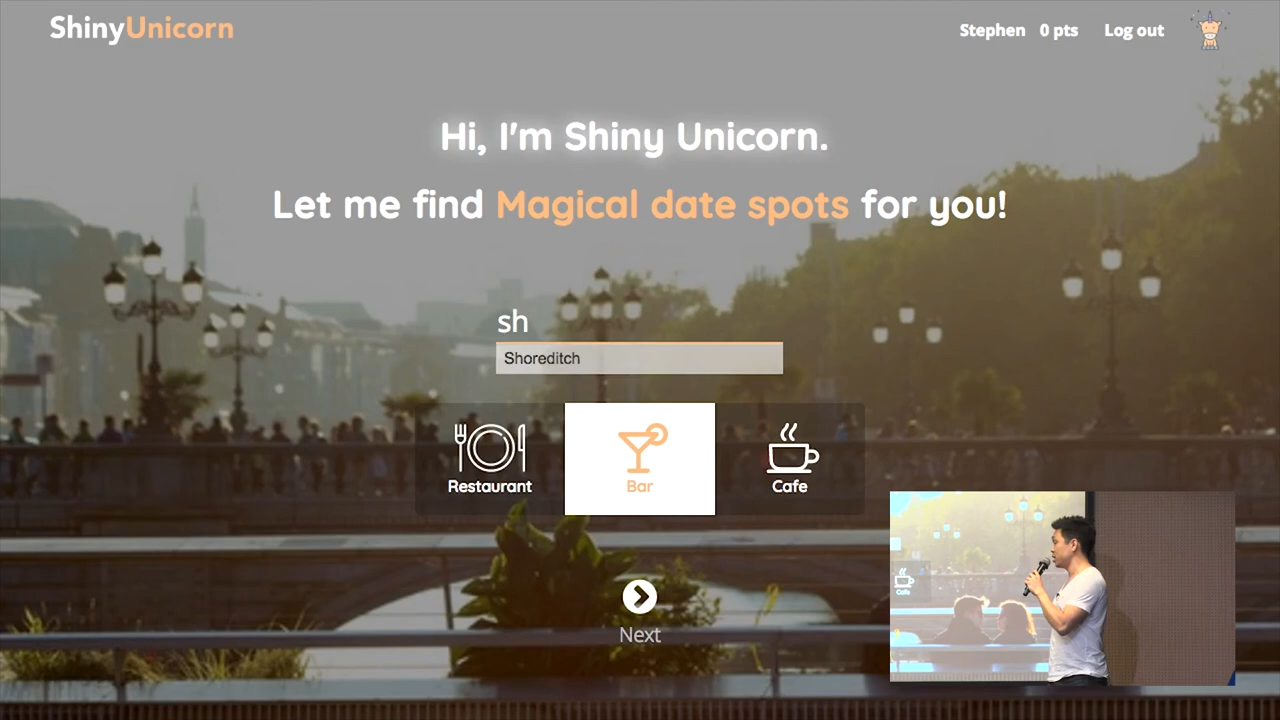 ShinyUnicorn
Stephen 0 pts Log out
Hi, I'm Shiny Unicorn.
Let me find Magical date spots for you!
sh
Shoreditch
Restaurant Bar Cafe
Next
Cafe